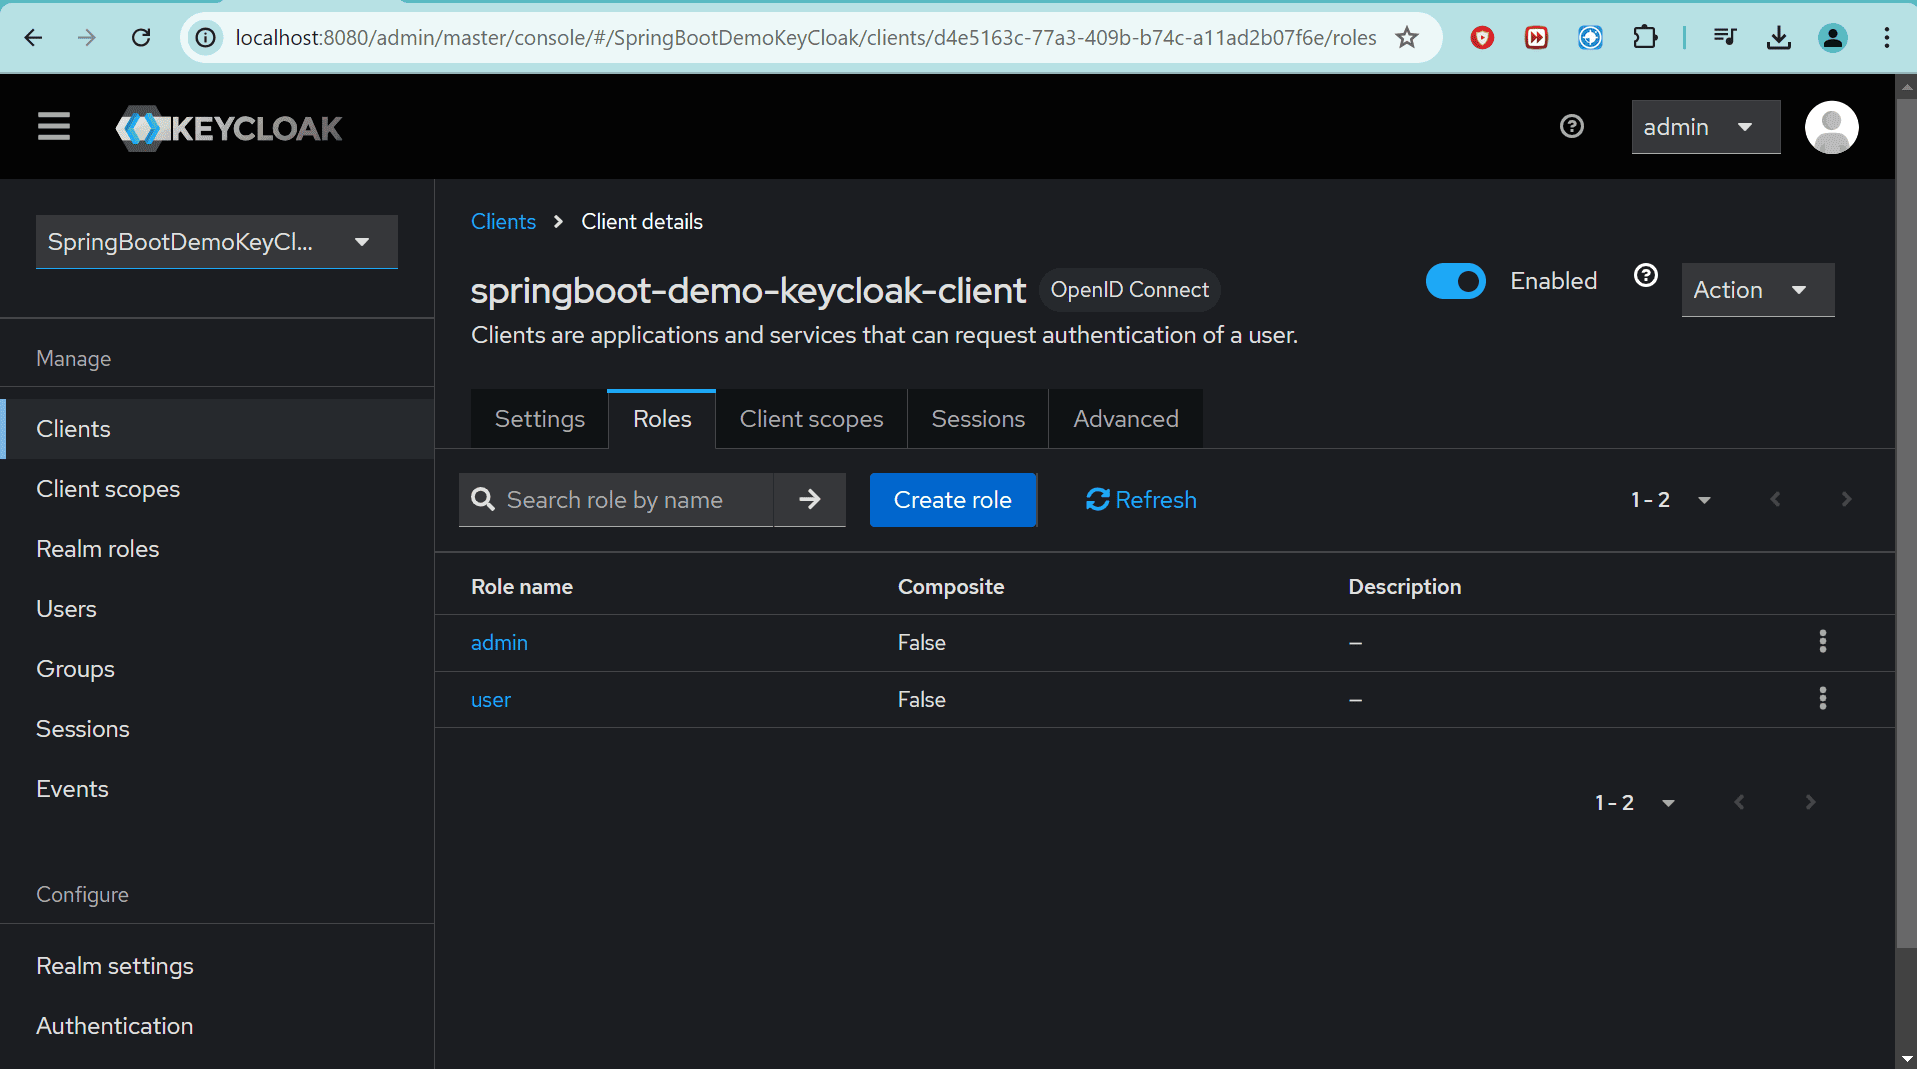 localhost:8080/admin/master/console/#/SpringBootDemoKeyCloak/clients/d4e5163c-77a3-409b-b74c-a11ad2b07f6e/roles
KEYCLOAK
admin
SpringBootDemoKeyCl...
Manage
Clients
Client scopes
Realm roles
Users
Groups
Sessions
Events
Configure
Realm settings
Authentication
Clients > Client details
springboot-demo-keycloak-client OpenID Connect
Enabled
Action
Clients are applications and services that can request authentication of a user.
Settings Roles Client scopes Sessions Advanced
Search role by name
Create role
Refresh
1 - 2
Role name Composite Description
admin False –
user False –
1 - 2